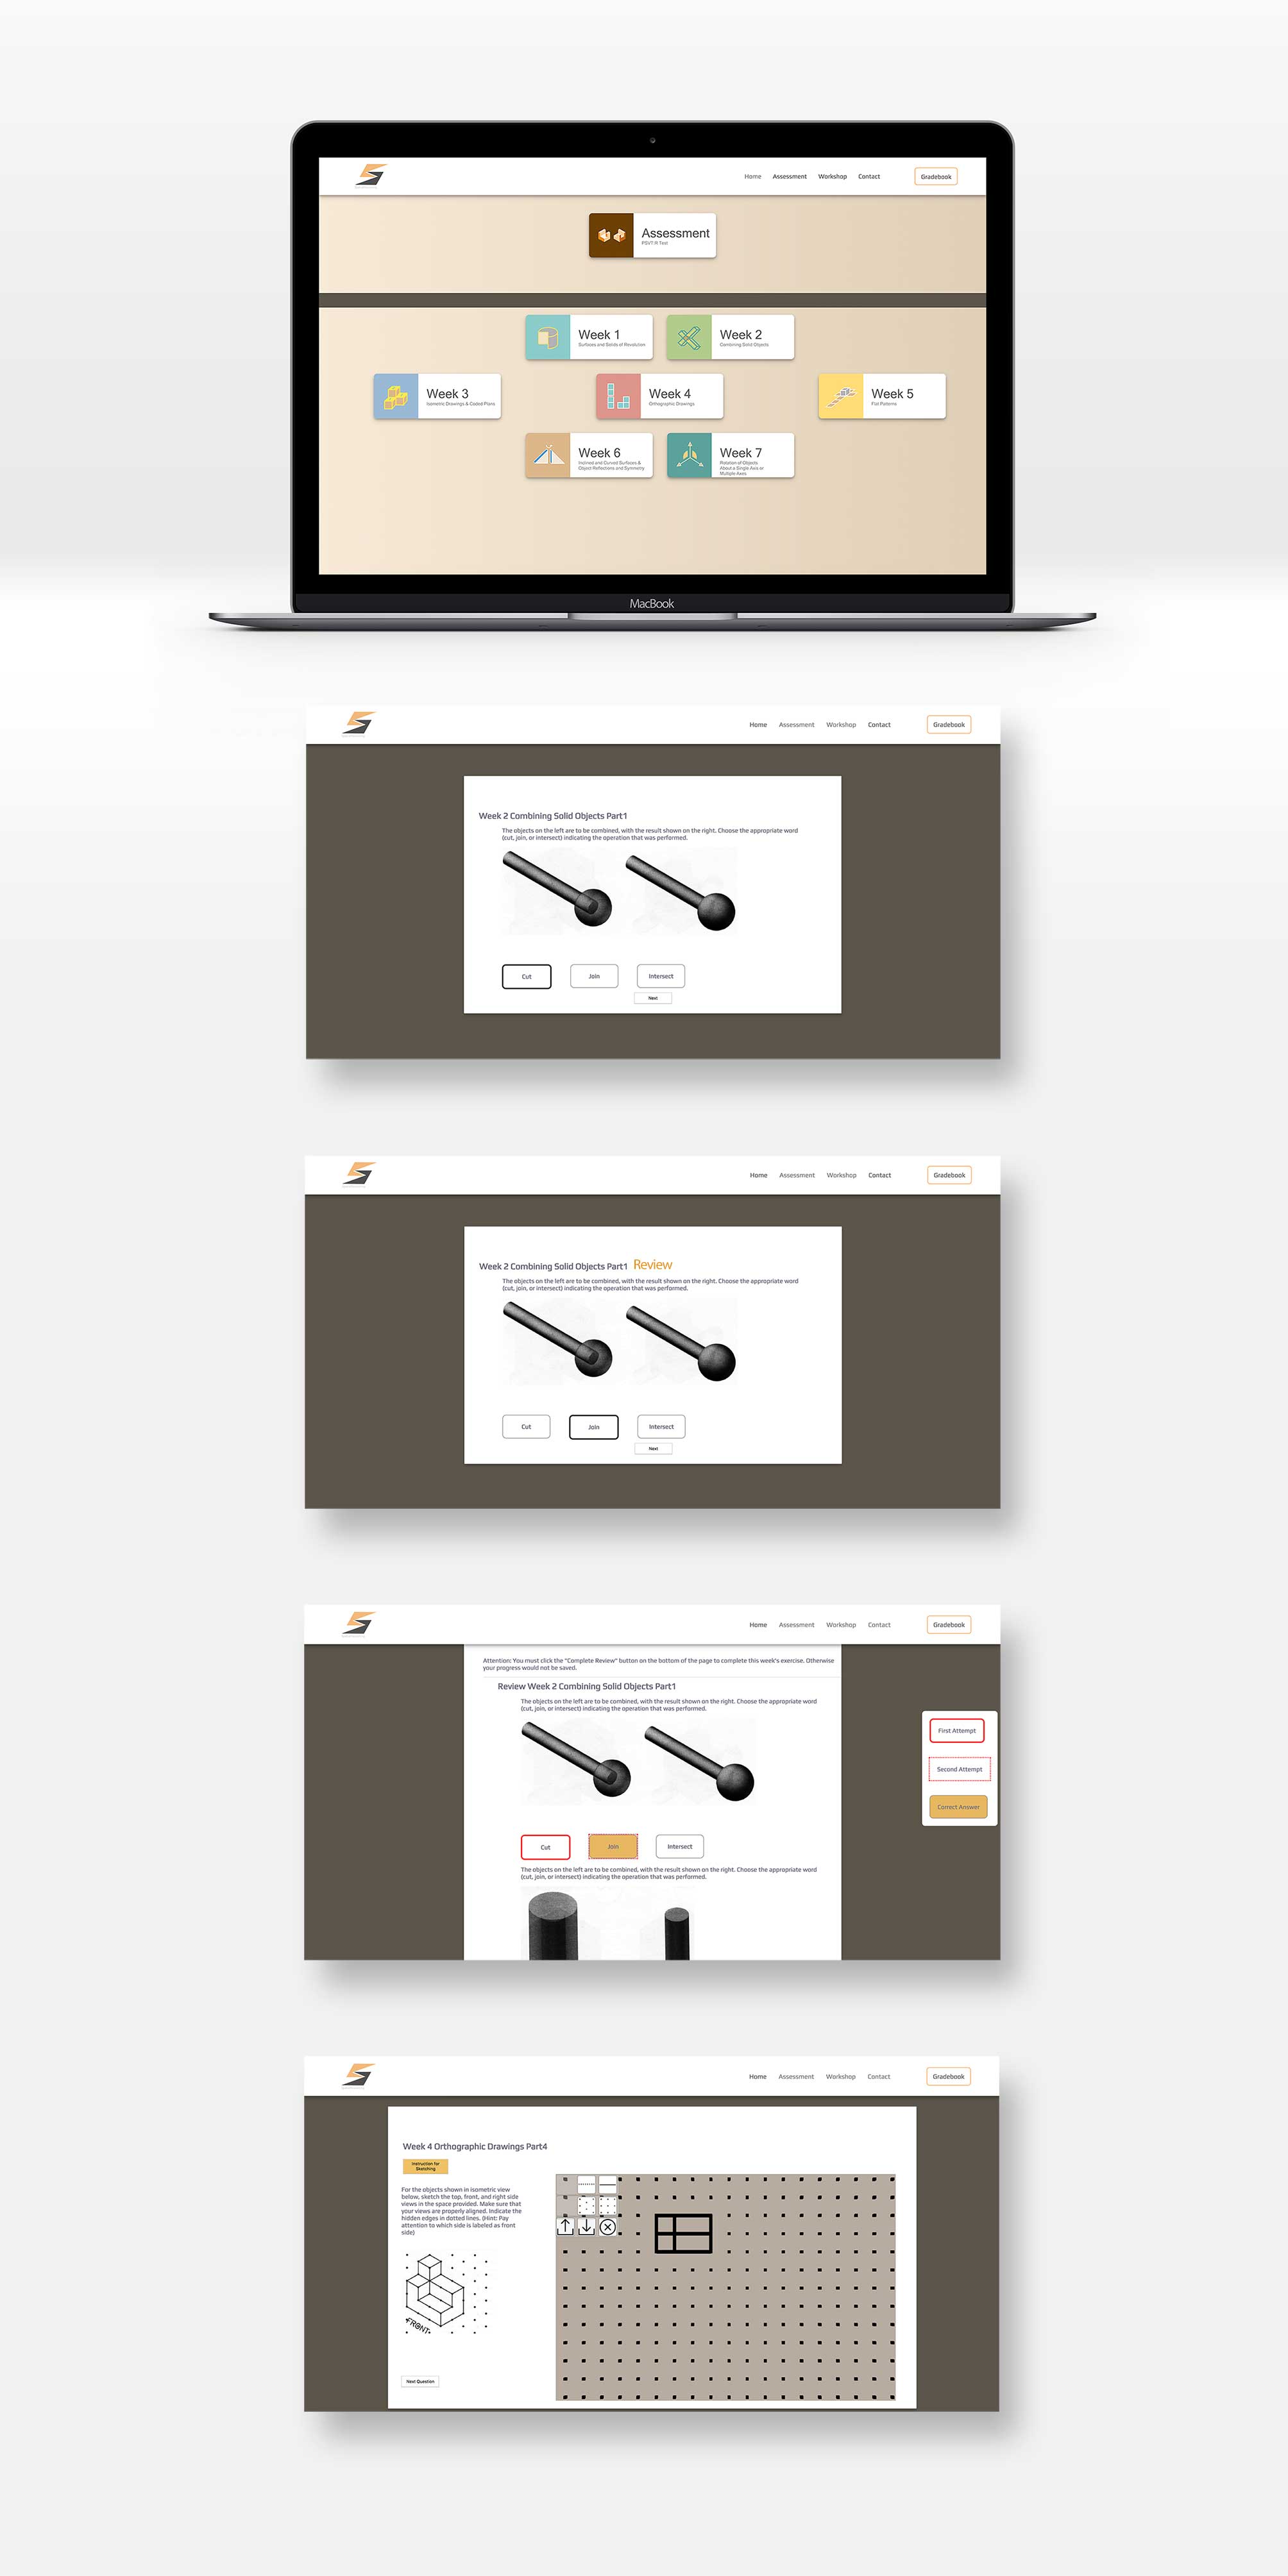 Home Assessment Workshop Contact Gradebook
Assessment
PSVT:R Test
Week 1
Surfaces and Solids of Revolution
Week 2
Combining Solid Objects
Week 3
Isometric Drawings & Coded Plans
Week 4
Orthographic Drawings
Week 5
Flat Patterns
Week 6
Inclined and Curved Surfaces &
Object Reflections and Symmetry
Week 7
Rotation of Objects
About a Single Axis or
Multiple Axes
MacBook
Home Assessment Workshop Contact Gradebook
Week 2 Combining Solid Objects Part1
The objects on the left are to be combined, with the result shown on the right. Choose the appropriate word
(cut, join, or intersect) indicating the operation that was performed.
Cut Join Intersect
Next
Home Assessment Workshop Contact Gradebook
Week 2 Combining Solid Objects Part1 Review
The objects on the left are to be combined, with the result shown on the right. Choose the appropriate word
(cut, join, or intersect) indicating the operation that was performed.
Cut Join Intersect
Next
Home Assessment Workshop Contact Gradebook
Attention: You must click the "Complete Review" button on the bottom of the page to complete this week's exercise. Otherwise
your progress would not be saved.
Review Week 2 Combining Solid Objects Part1
The objects on the left are to be combined, with the result shown on the right. Choose the appropriate word
(cut, join, or intersect) indicating the operation that was performed.
First Attempt
Second Attempt
Correct Answer
Cut Join Intersect
The objects on the left are to be combined, with the result shown on the right. Choose the appropriate word
(cut, join, or intersect) indicating the operation that was performed.
Home Assessment Workshop Contact Gradebook
Week 4 Orthographic Drawings Part4
Instruction for
Sketching
For the objects shown in isometric view
below, sketch the top, front, and right side
views in the space provided. Make sure that
your views are properly aligned. Indicate the
hidden edges in dotted lines. (Hint: Pay
attention to which side is labeled as front
side)
FRONT
Next Question